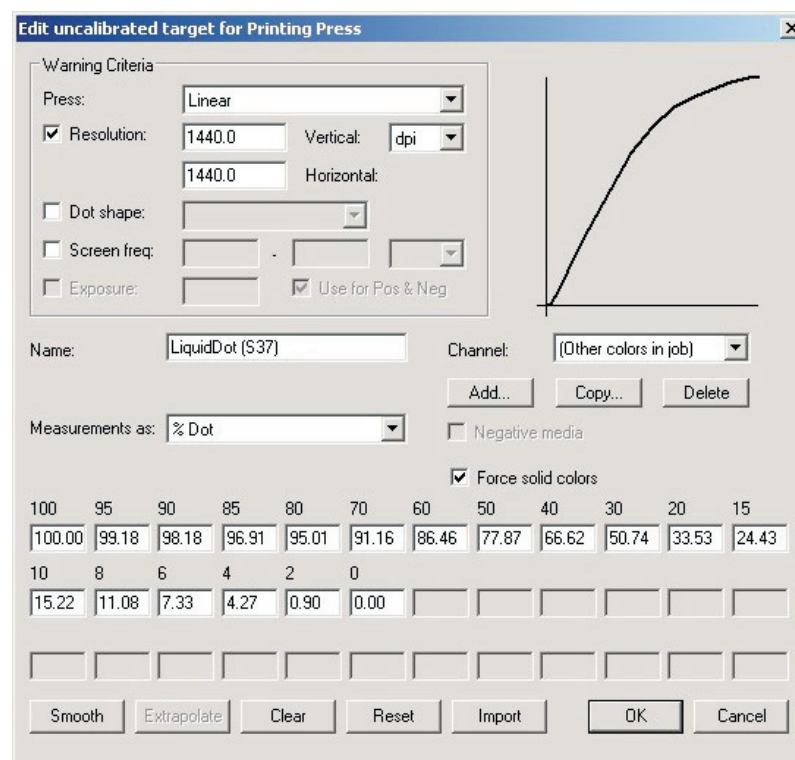 Edit uncalibrated target for Printing Press
Warning Criteria
Press: Linear
Resolution: 1440.0 Vertical: dpi
1440.0 Horizontal:
Dot shape:
Screen freq: -
Exposure: Use for Pos & Neg
Name: LiquidDot (S37) Channel: (Other colors in job)
Add... Copy... Delete
Measurements as: % Dot Negative media
Force solid colors
100 95 90 85 80 70 60 50 40 30 20 15
100.00 99.18 98.18 96.91 95.01 91.16 86.46 77.87 66.62 50.74 33.53 24.43
10 8 6 4 2 0
15.22 11.08 7.33 4.27 0.90 0.00
Smooth Extrapolate Clear Reset Import OK Cancel